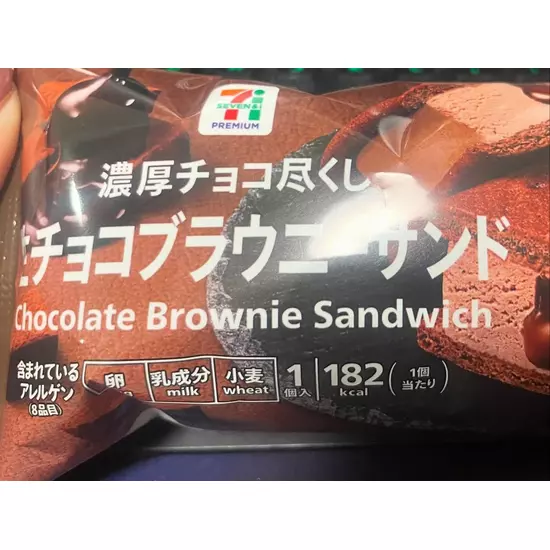 SEVEN&i
PREMIUM
濃厚チョコ尽くし
チョコブラウニーサンド
Chocolate Brownie Sandwich
含まれている
アレルゲン
(8品目)
卵
乳成分
milk
小麦
wheat
1
個入
182
kcal
(1個
当たり)